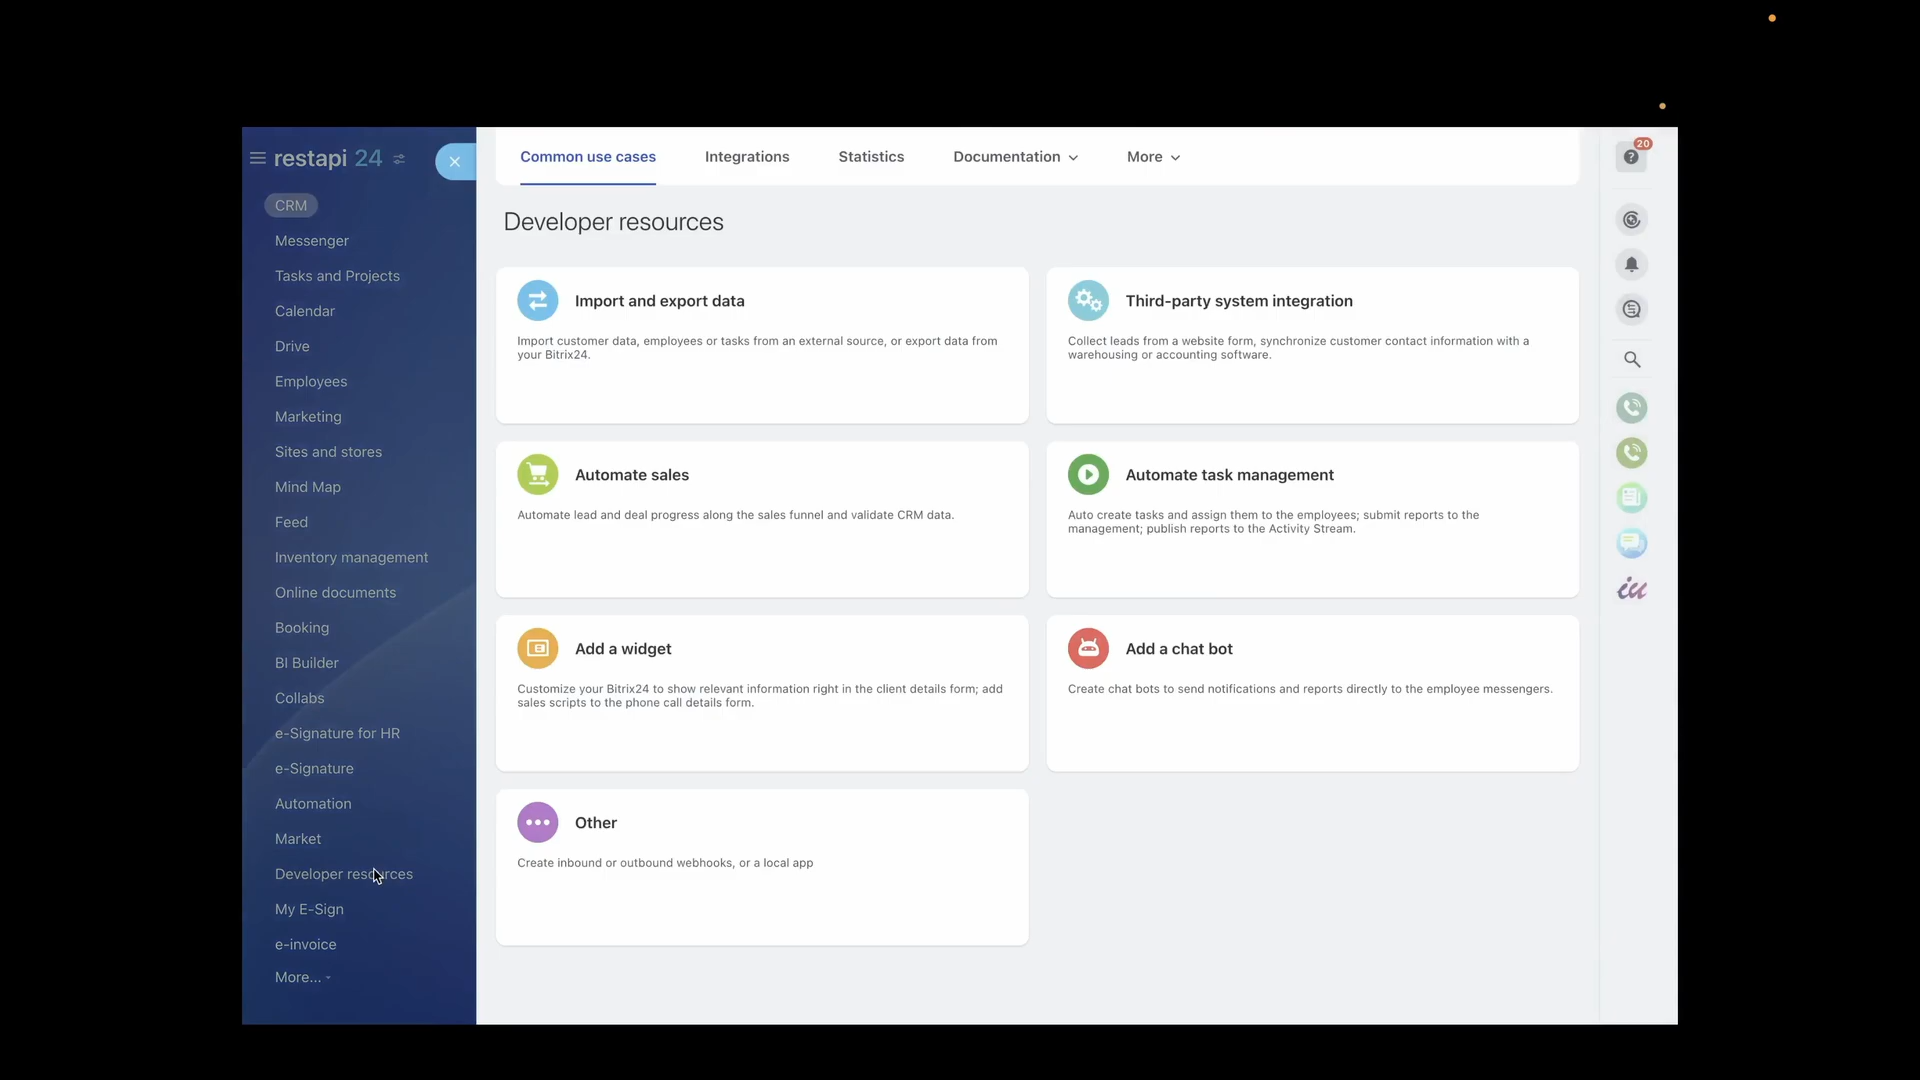 restapi 24
CRM
Messenger
Tasks and Projects
Calendar
Drive
Employees
Marketing
Sites and stores
Mind Map
Feed
Inventory management
Online documents
Booking
BI Builder
Collabs
e-Signature for HR
e-Signature
Automation
Market
Developer resources
My E-Sign
e-invoice
More...
Common use cases
Integrations
Statistics
Documentation
More
Developer resources
Import and export data
Import customer data, employees or tasks from an external source, or export data from
your Bitrix24.
Third-party system integration
Collect leads from a website form, synchronize customer contact information with a
warehousing or accounting software.
Automate sales
Automate lead and deal progress along the sales funnel and validate CRM data.
Automate task management
Auto create tasks and assign them to the employees; submit reports to the
management; publish reports to the Activity Stream.
Add a widget
Customize your Bitrix24 to show relevant information right in the client details form; add
sales scripts to the phone call details form.
Add a chat bot
Create chat bots to send notifications and reports directly to the employee messengers.
Other
Create inbound or outbound webhooks, or a local app
20